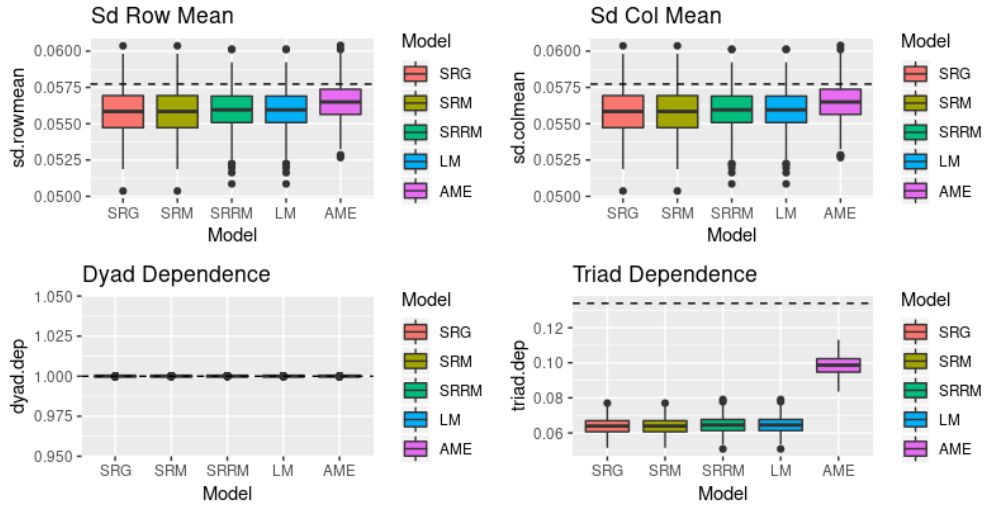 Sd Row Mean
0.0600
0.0575
0.0550
0.0525
0.0500
sd.rowmean
SRG SRM SRRM LM AME
Model
Model
SRG
SRM
SRRM
LM
AME
Sd Col Mean
0.0600
0.0575
0.0550
0.0525
0.0500
sd.colmean
SRG SRM SRRM LM AME
Model
Model
SRG
SRM
SRRM
LM
AME
Dyad Dependence
1.050
1.025
1.000
0.975
0.950
dyad.dep
SRG SRM SRRM LM AME
Model
Model
SRG
SRM
SRRM
LM
AME
Triad Dependence
0.12
0.10
0.08
0.06
triad.dep
SRG SRM SRRM LM AME
Model
Model
SRG
SRM
SRRM
LM
AME